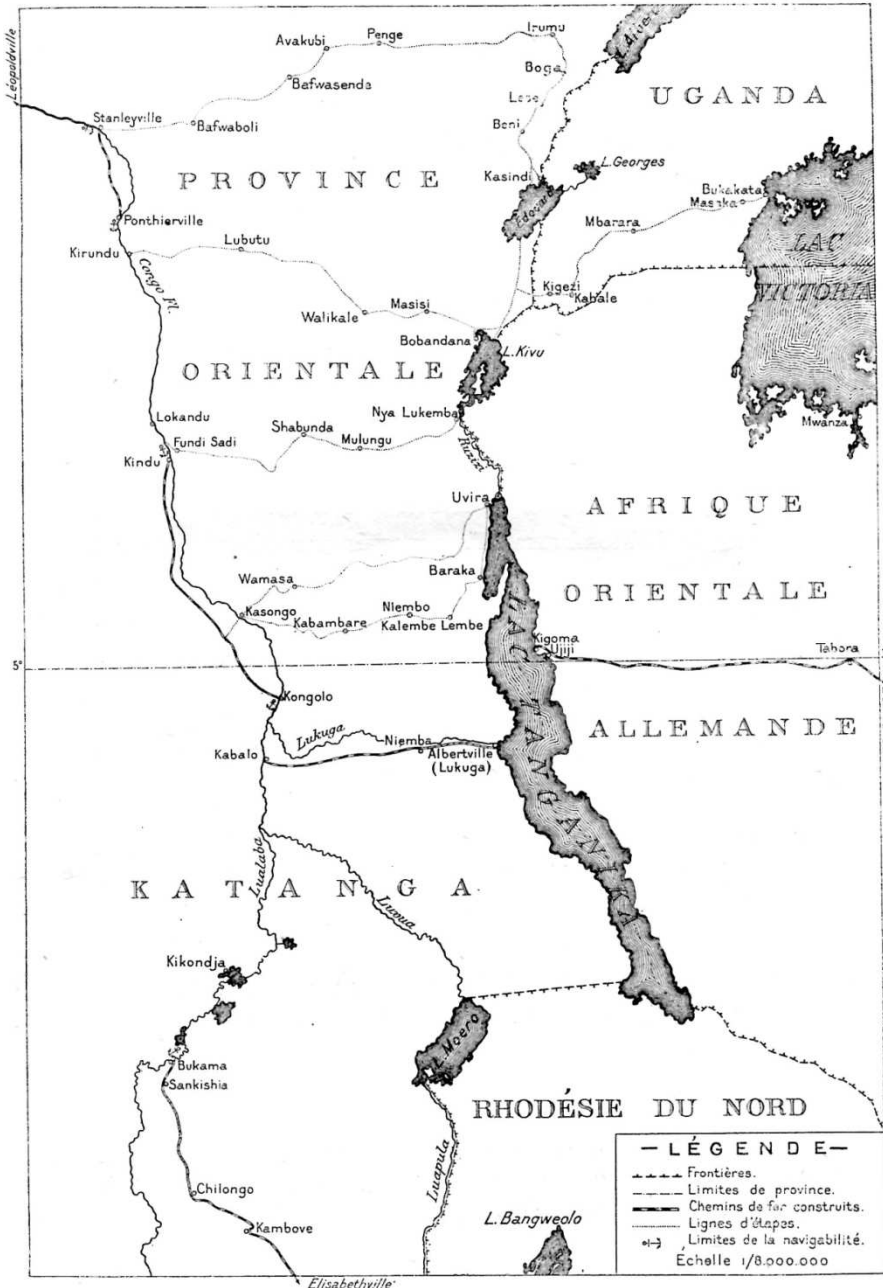 Léopoldville
Irumu
L. Albert
Penge
Avakubi
Boga
Bafwasende
UGANDA
Stanleyville
Bafwaboli
Beni
L. Georges
Kasindi
PROVINCE
Bukakata
Masaka
Edouard
Ponthierville
Mbarara
Lubutu
Kirundu
LAC
VICTORIA
Congo Fl.
Kigezi
Kabale
Masisi
Walikale
Bobandana
L. Kivu
ORIENTALE
Nya Lukemba
Lokandu
Shabunda
Mwanza
Fundi Sadi
Mulungu
Kindu
Ruzizi
Uvira
AFRIQUE
Baraka
Wamasa
ORIENTALE
Kasongo
Kabambare
Niembo
Kalembe Lembe
Kigoma
Ujiji
Tabora
5°
LAC TANGANIKA
Kongolo
ALLEMANDE
Lukuga
Niemba
Kabalo
Albertville
(Lukuga)
Lualaba
KATANGA
Luvua
Kikondja
L. Moero
Bukama
Sankishia
RHODÉSIE DU NORD
Luapula
Chilongo
L. Bangweolo
Kambove
Elisabethville
— LÉGENDE —
Frontières.
Limites de province.
Chemins de fer construits.
Lignes d'étapes.
Limites de la navigabilité.
Échelle 1/8.000.000